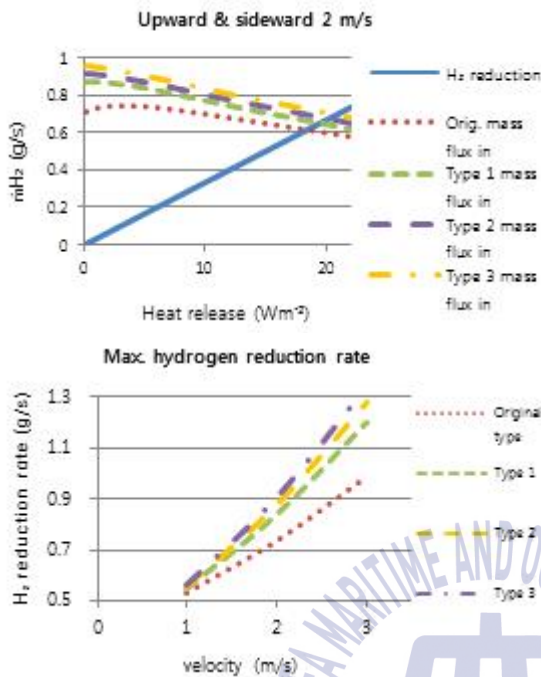 Upward & sideward 2 m/s
ṁH₂ (g/s)
1
0.8
0.6
0.4
0.2
0
0
10
20
Heat release (Wm⁻²)
H₂ reduction
Orig. mass
flux in
Type 1 mass
flux in
Type 2 mass
flux in
Type 3 mass
flux in
Max. hydrogen reduction rate
H₂ reduction rate (g/s)
1.3
1.1
0.9
0.7
0.5
0
1
2
3
velocity (m/s)
Original
type
Type 1
Type 2
Type 3
MARITIME AND